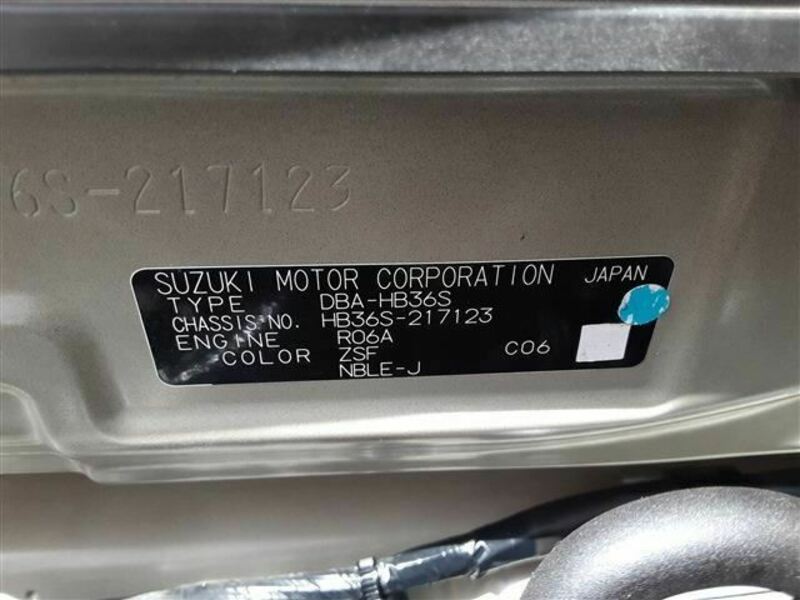 6S-217123
SUZUKI MOTOR CORPORATION JAPAN
TYPE DBA-HB36S
CHASSIS NO. HB36S-217123
ENGINE R06A
COLOR ZSF C06
NBLE-J